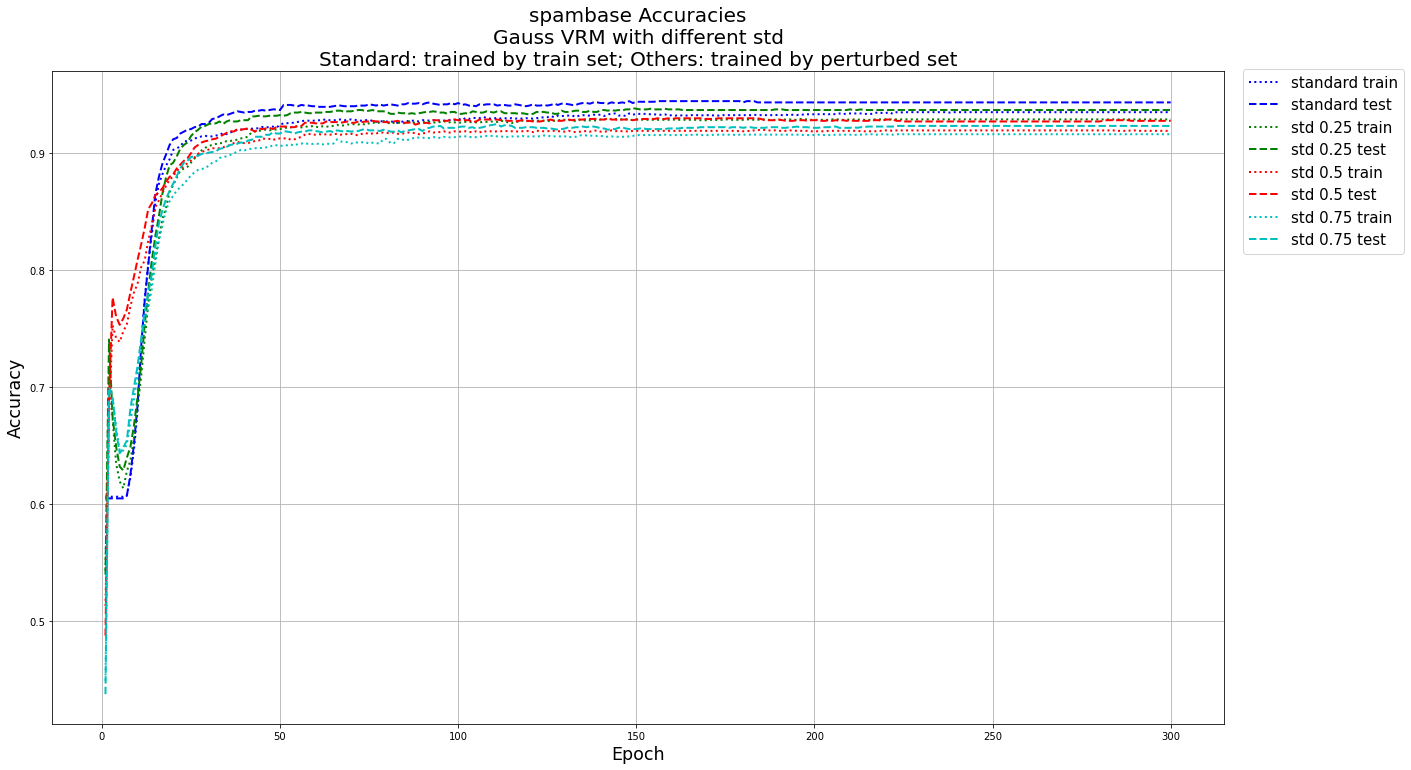 spambase Accuracies
Gauss VRM with different std
Standard: trained by train set; Others: trained by perturbed set
standard train
standard test
std 0.25 train
std 0.25 test
std 0.5 train
std 0.5 test
std 0.75 train
std 0.75 test
Accuracy
0.9
0.8
0.7
0.6
0.5
0 50 100 150 200 250 300
Epoch